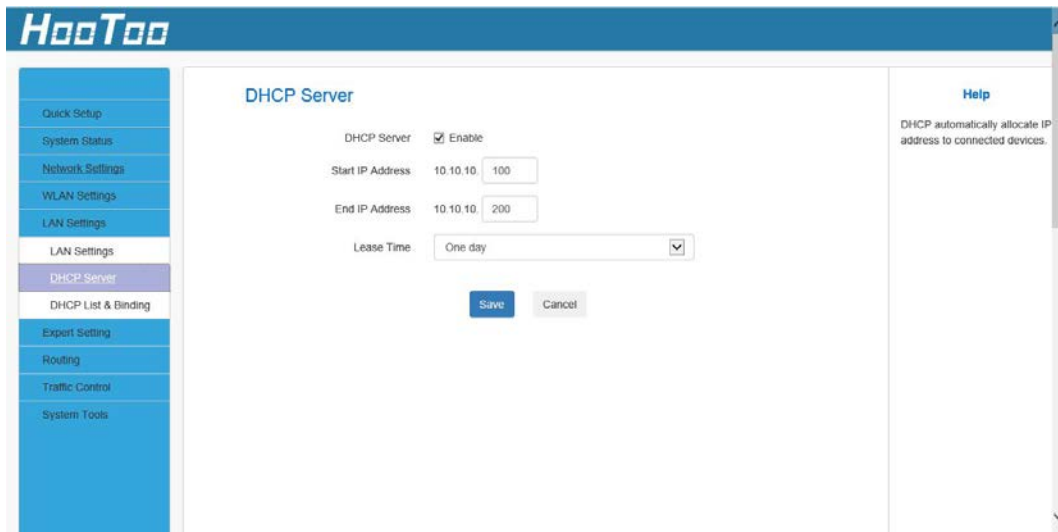 HooToo
Quick Setup
System Status
Network Settings
WLAN Settings
LAN Settings
LAN Settings
DHCP Server
DHCP List & Binding
Expert Setting
Routing
Traffic Control
System Tools
DHCP Server
DHCP Server Enable
Start IP Address 10.10.10. 100
End IP Address 10.10.10. 200
Lease Time One day
Save Cancel
Help
DHCP automatically allocate IP
address to connected devices.